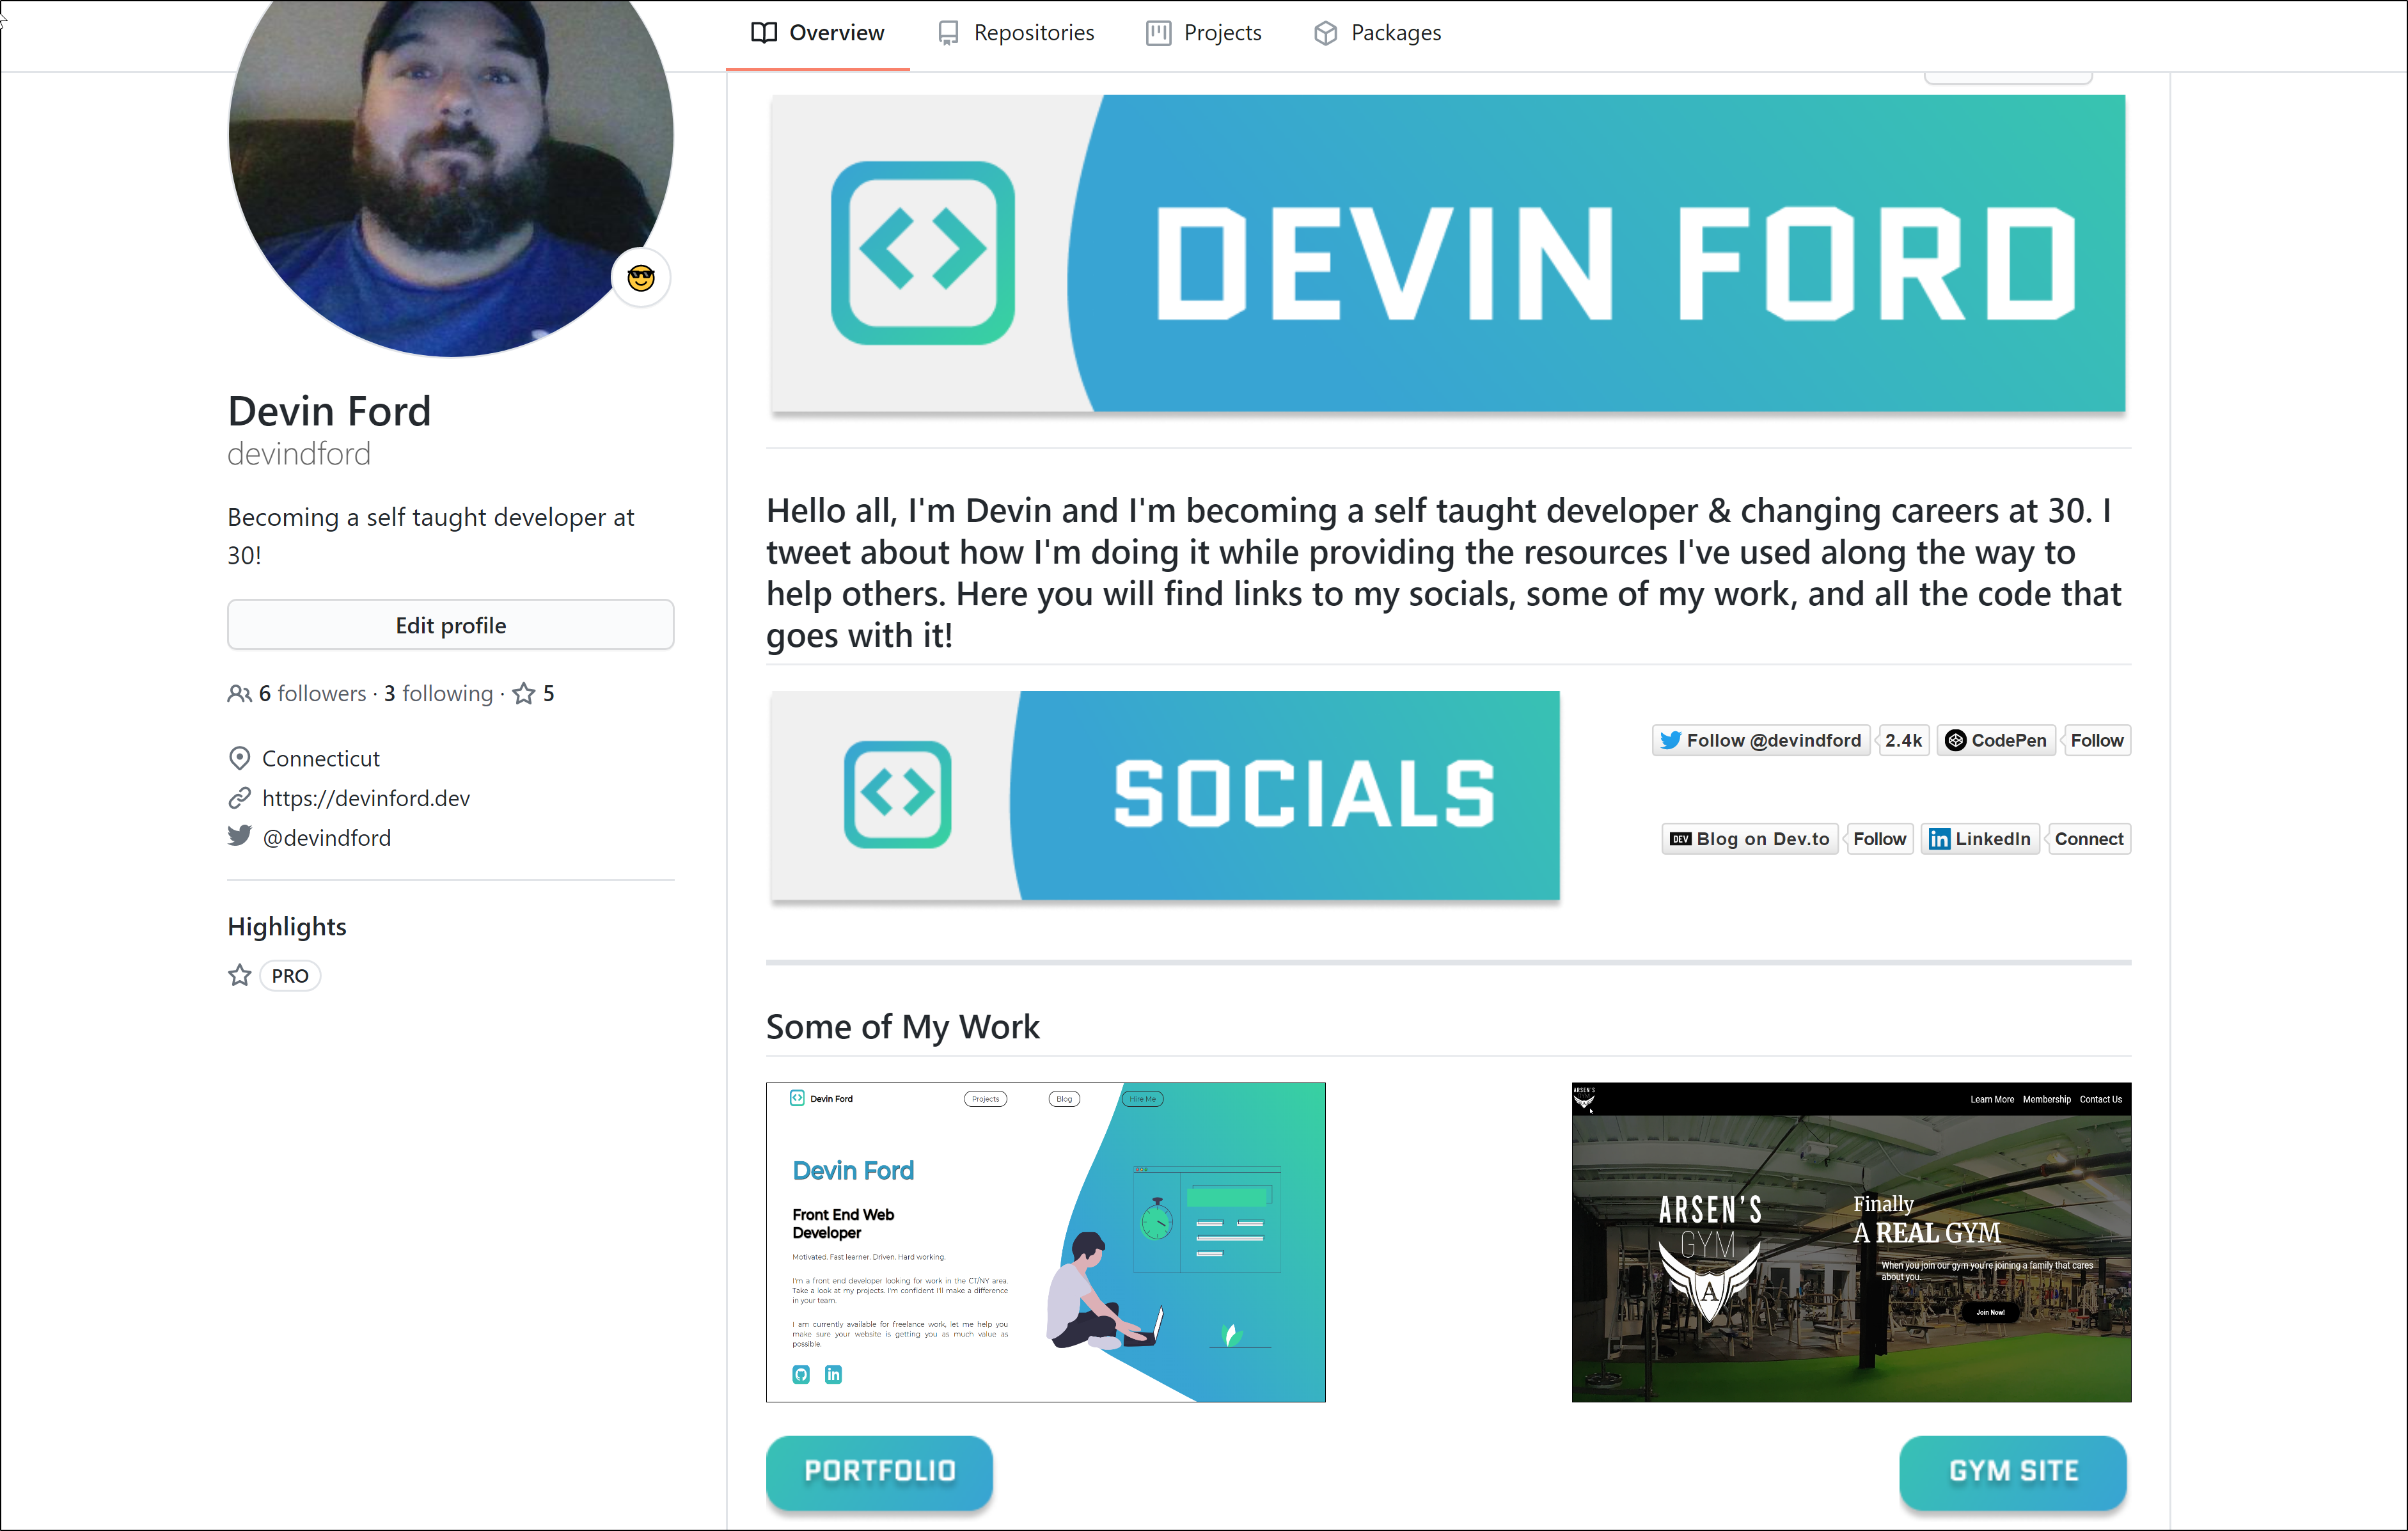 Overview
Repositories
Projects
Packages
Devin Ford
devindford
Becoming a self taught developer at
30!
Edit profile
6 followers · 3 following · 5
Connecticut
https://devinford.dev
@devindford
Highlights
PRO
DEVIN FORD
Hello all, I'm Devin and I'm becoming a self taught developer & changing careers at 30. I
tweet about how I'm doing it while providing the resources I've used along the way to
help others. Here you will find links to my socials, some of my work, and all the code that
goes with it!
SOCIALS
Follow @devindford 2.4k CodePen Follow
DEV Blog on Dev.to Follow in LinkedIn Connect
Some of My Work
Devin Ford
Projects
Blog
Hire Me
Devin Ford
Front End Web
Developer
Motivated. Fast learner. Driven. Hard working.
I'm a front end developer looking for work in the CT/NY area.
Take a look at my projects. I'm confident I'll make a difference
in your team.
I am currently available for freelance work, let me help you
make sure your website is getting you as much value as
possible.
in
PORTFOLIO
ARSEN'S
Learn More Membership Contact Us
ARSEN'S
GYM
A
Finally
A REAL GYM
When you join our gym you're joining a family that cares
about you.
Join Now!
GYM SITE